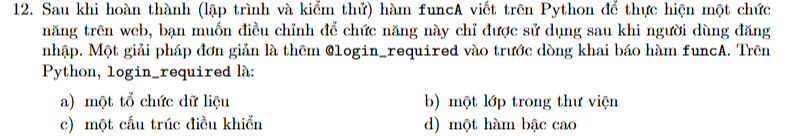 12. Sau khi hoàn thành (lập trình và kiểm thử) hàm funcA viết trên Python để thực hiện một chức
năng trên web, bạn muốn điều chỉnh để chức năng này chỉ được sử dụng sau khi người dùng đăng
nhập. Một giải pháp đơn giản là thêm @login_required vào trước dòng khai báo hàm funcA. Trên
Python, login_required là:
a) một tổ chức dữ liệu
b) một lớp trong thư viện
c) một cấu trúc điều khiển
d) một hàm bậc cao